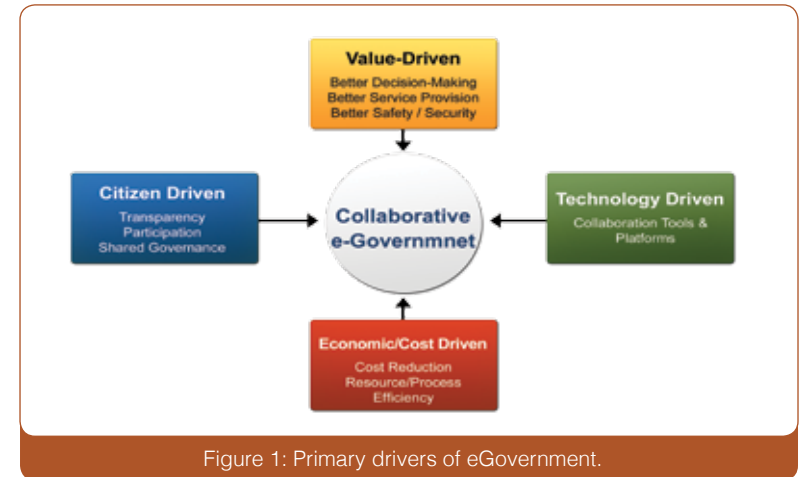 Value-Driven
Better Decision-Making
Better Service Provision
Better Safety / Security
Citizen Driven
Transparency
Participation
Shared Governance
Collaborative
e-Governmnet
Technology Driven
Collaboration Tools &
Platforms
Economic/Cost Driven
Cost Reduction
Resource/Process
Efficiency
Figure 1: Primary drivers of eGovernment.